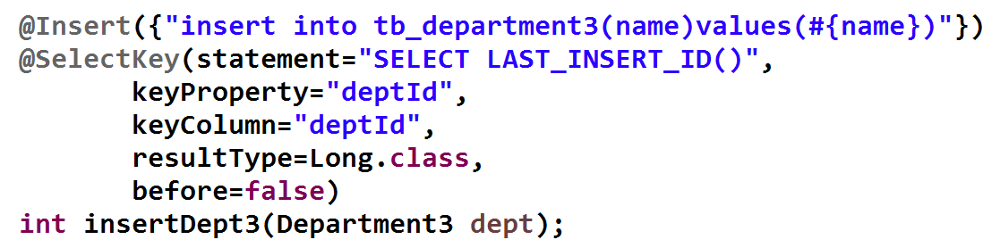 @Insert({"insert into tb_department3(name)values(#{name})"})
@SelectKey(statement="SELECT LAST_INSERT_ID()",
keyProperty="deptId",
keyColumn="deptId",
resultType=Long.class,
before=false)
int insertDept3(Department3 dept);